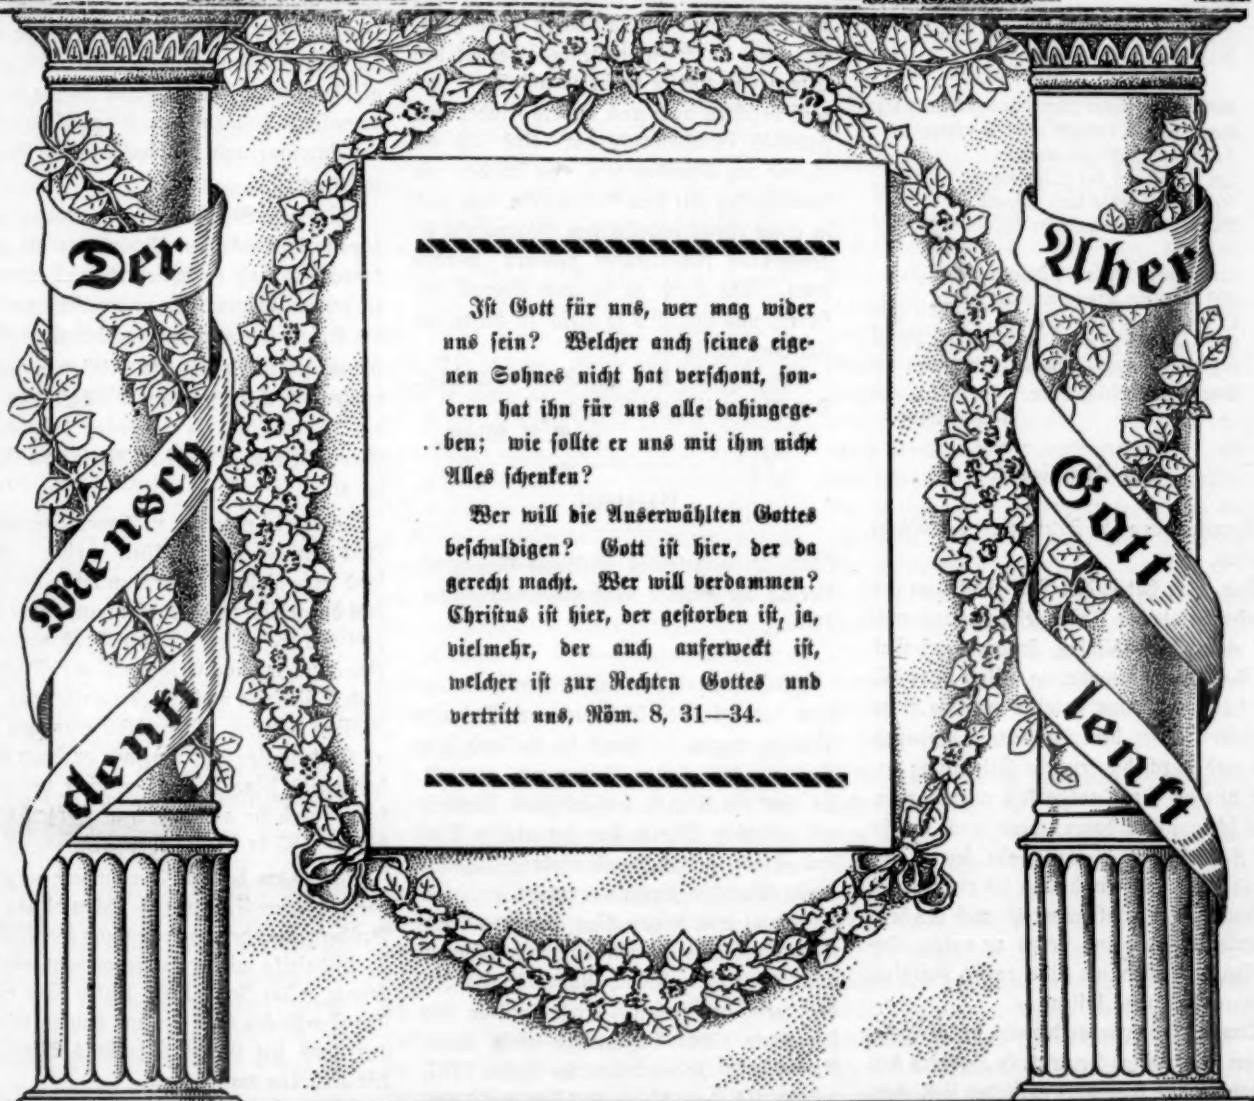 Der
Mensch
denkt
Ist Gott für uns, wer mag wider
uns sein? Welcher auch seines eige-
nen Sohnes nicht hat verschont, son-
dern hat ihn für uns alle dahingege-
ben: wie sollte er uns mit ihm nicht
Alles schenken?
Wer will die Auserwählten Gottes
beschuldigen? Gott ist hier, der da
gerecht macht. Wer will verdammen?
Christus ist hier, der gestorben ist, ja,
vielmehr, der auch auferweckt ist,
welcher ist zur Rechten Gottes und
vertritt uns, Röm. 8, 31—34.
Aber
Gott
lenkt